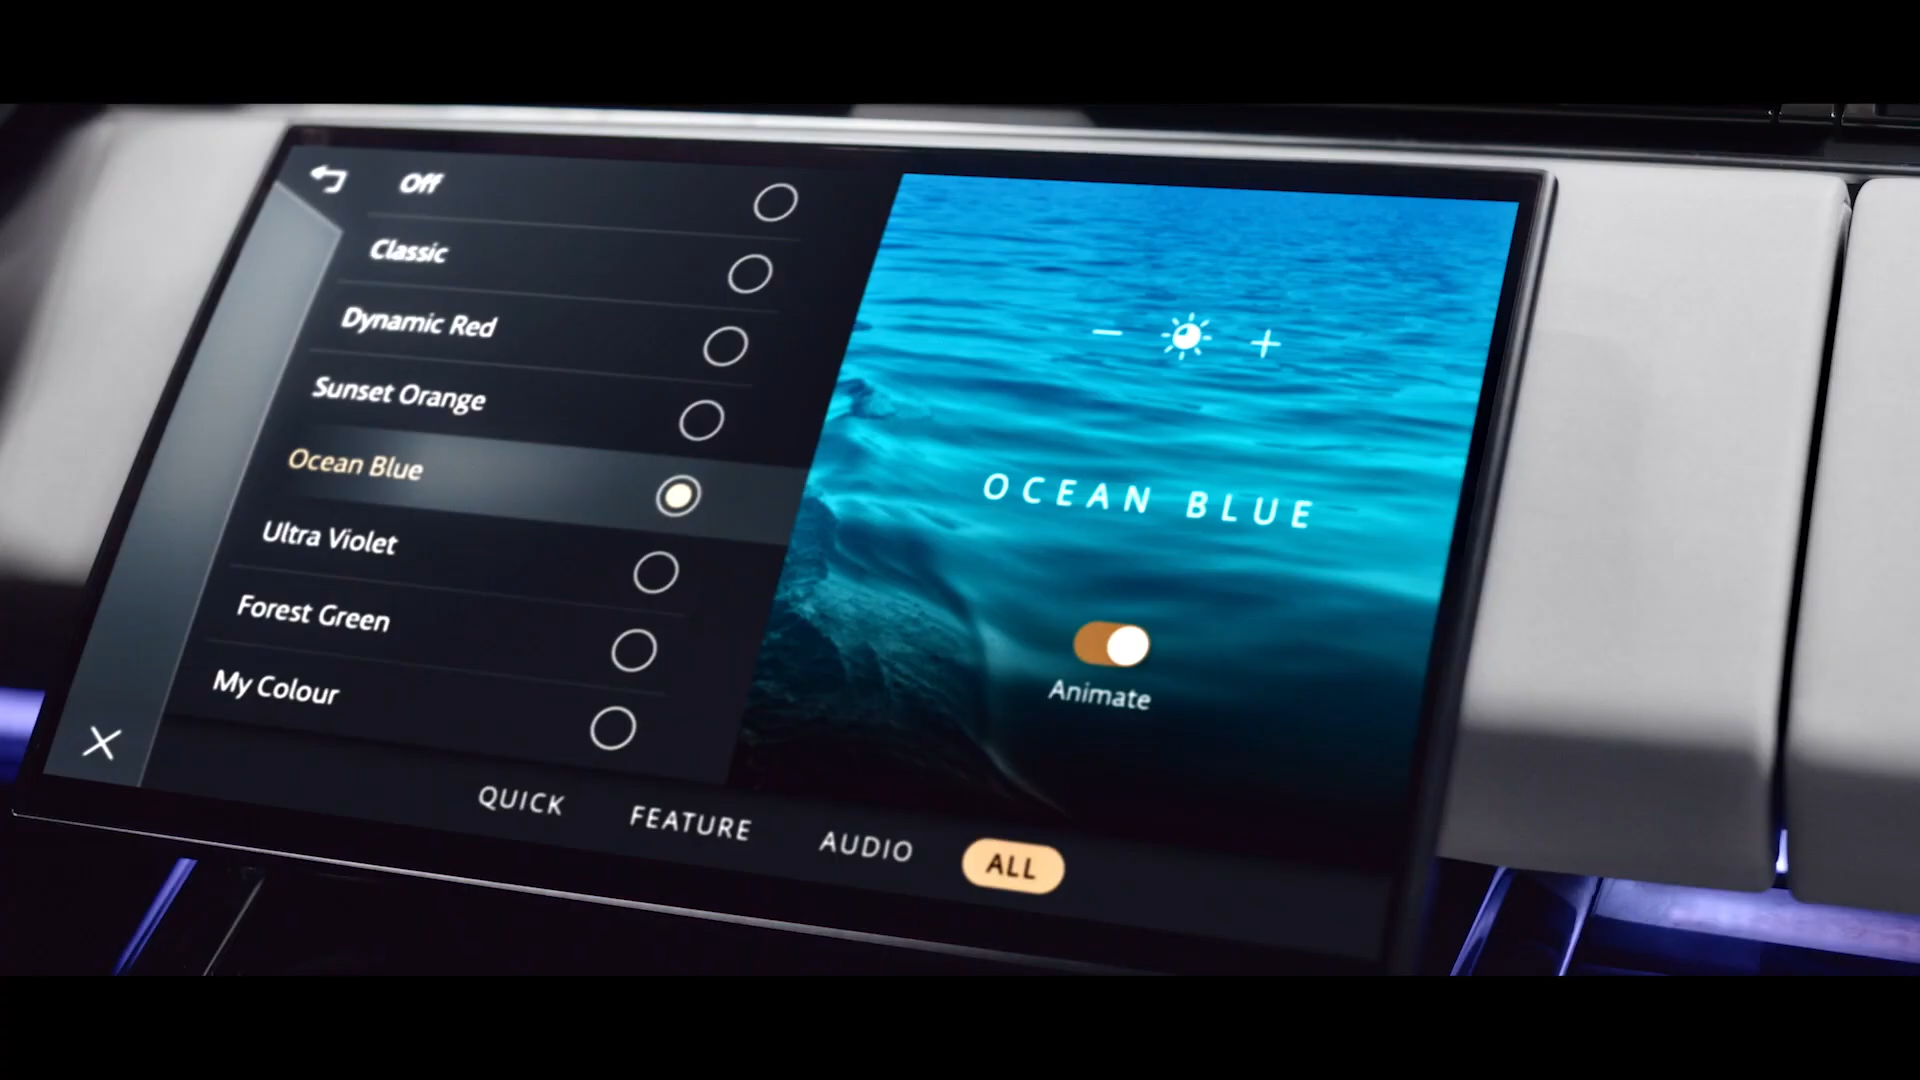 Off
Classic
Dynamic Red
Sunset Orange
Ocean Blue
Ultra Violet
Forest Green
My Colour
OCEAN BLUE
Animate
QUICK
FEATURE
AUDIO
ALL